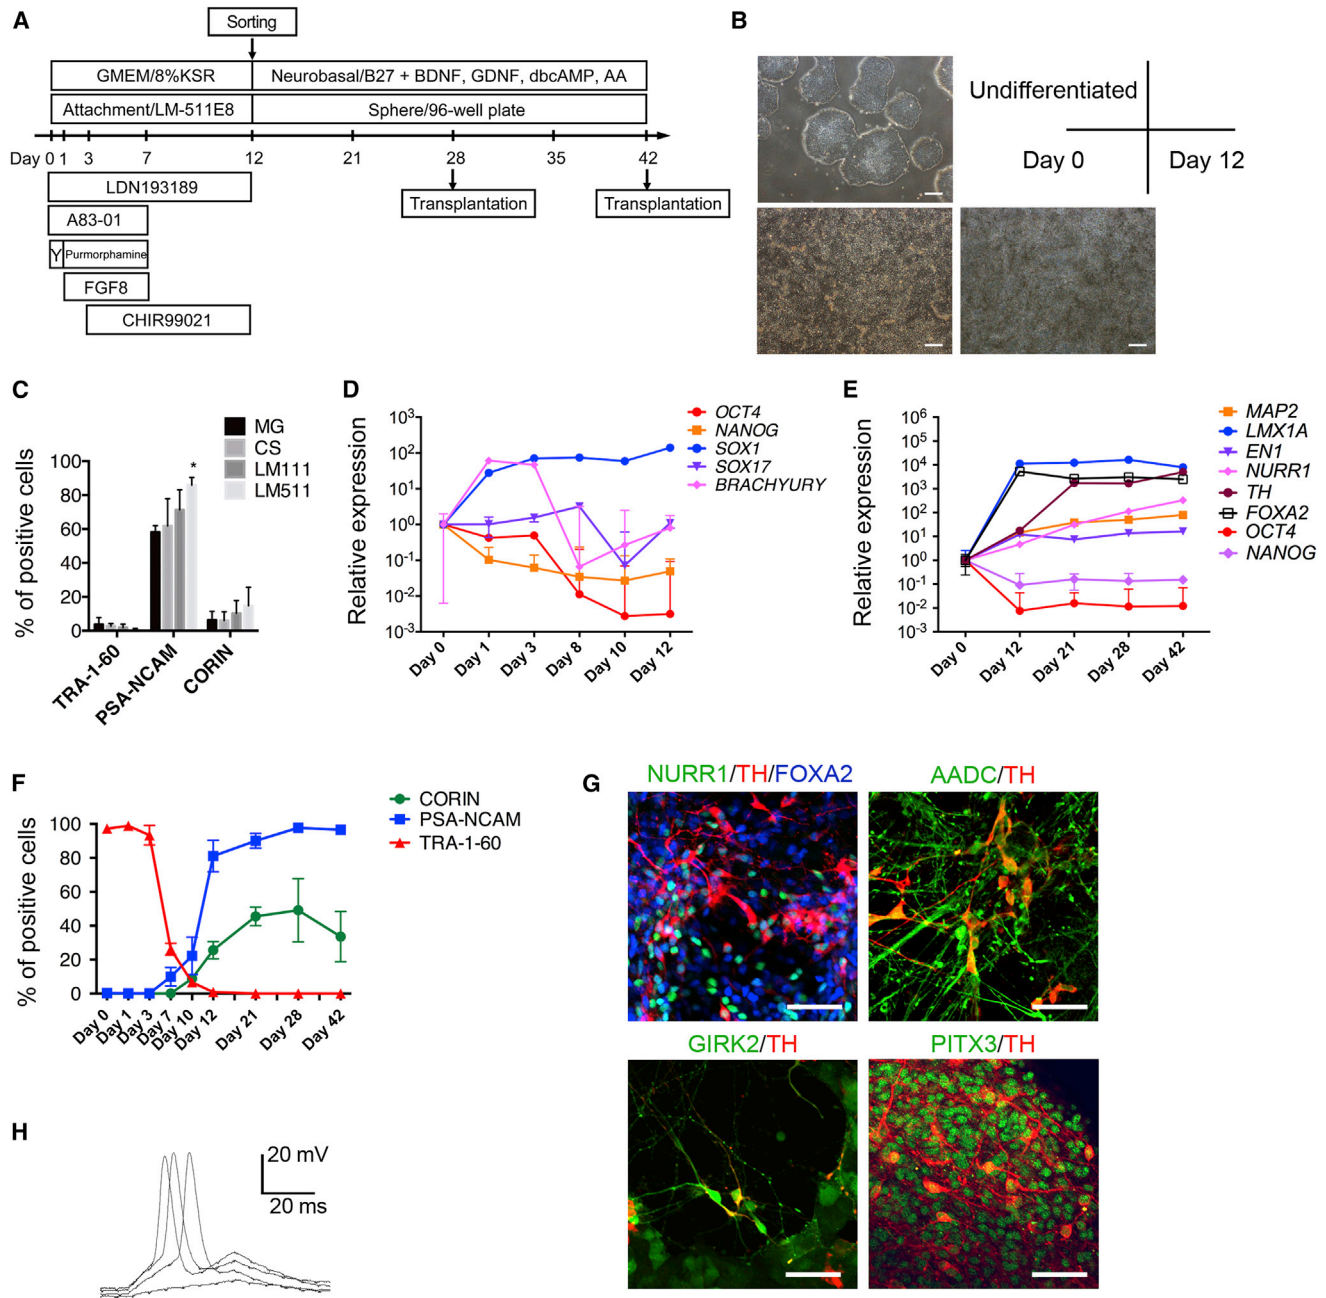 A
Sorting
GMEM/8%KSR
Neurobasal/B27 + BDNF, GDNF, dbcAMP, AA
Attachment/LM-511E8
Sphere/96-well plate
Day 0 1 3 7 12 21 28 35 42
LDN193189
Transplantation
Transplantation
A83-01
Y
Purmorphamine
FGF8
CHIR99021
B
Undifferentiated
Day 0
Day 12
C
MG
CS
LM111
LM511
% of positive cells
100
80
60
40
20
0
*
TRA-1-60
PSA-NCAM
CORIN
D
Relative expression
10³
10²
10¹
10⁰
10⁻¹
10⁻²
10⁻³
Day 0
Day 1
Day 3
Day 8
Day 10
Day 12
OCT4
NANOG
SOX1
SOX17
BRACHYURY
E
Relative expression
10⁶
10⁵
10⁴
10³
10²
10¹
10⁰
10⁻¹
10⁻²
10⁻³
Day 0
Day 12
Day 21
Day 28
Day 42
MAP2
LMX1A
EN1
NURR1
TH
FOXA2
OCT4
NANOG
F
% of positive cells
100
80
60
40
20
0
Day 0
Day 1
Day 3
Day 7
Day 10
Day 12
Day 21
Day 28
Day 42
CORIN
PSA-NCAM
TRA-1-60
G
NURR1/TH/FOXA2
AADC/TH
GIRK2/TH
PITX3/TH
H
20 mV
20 ms